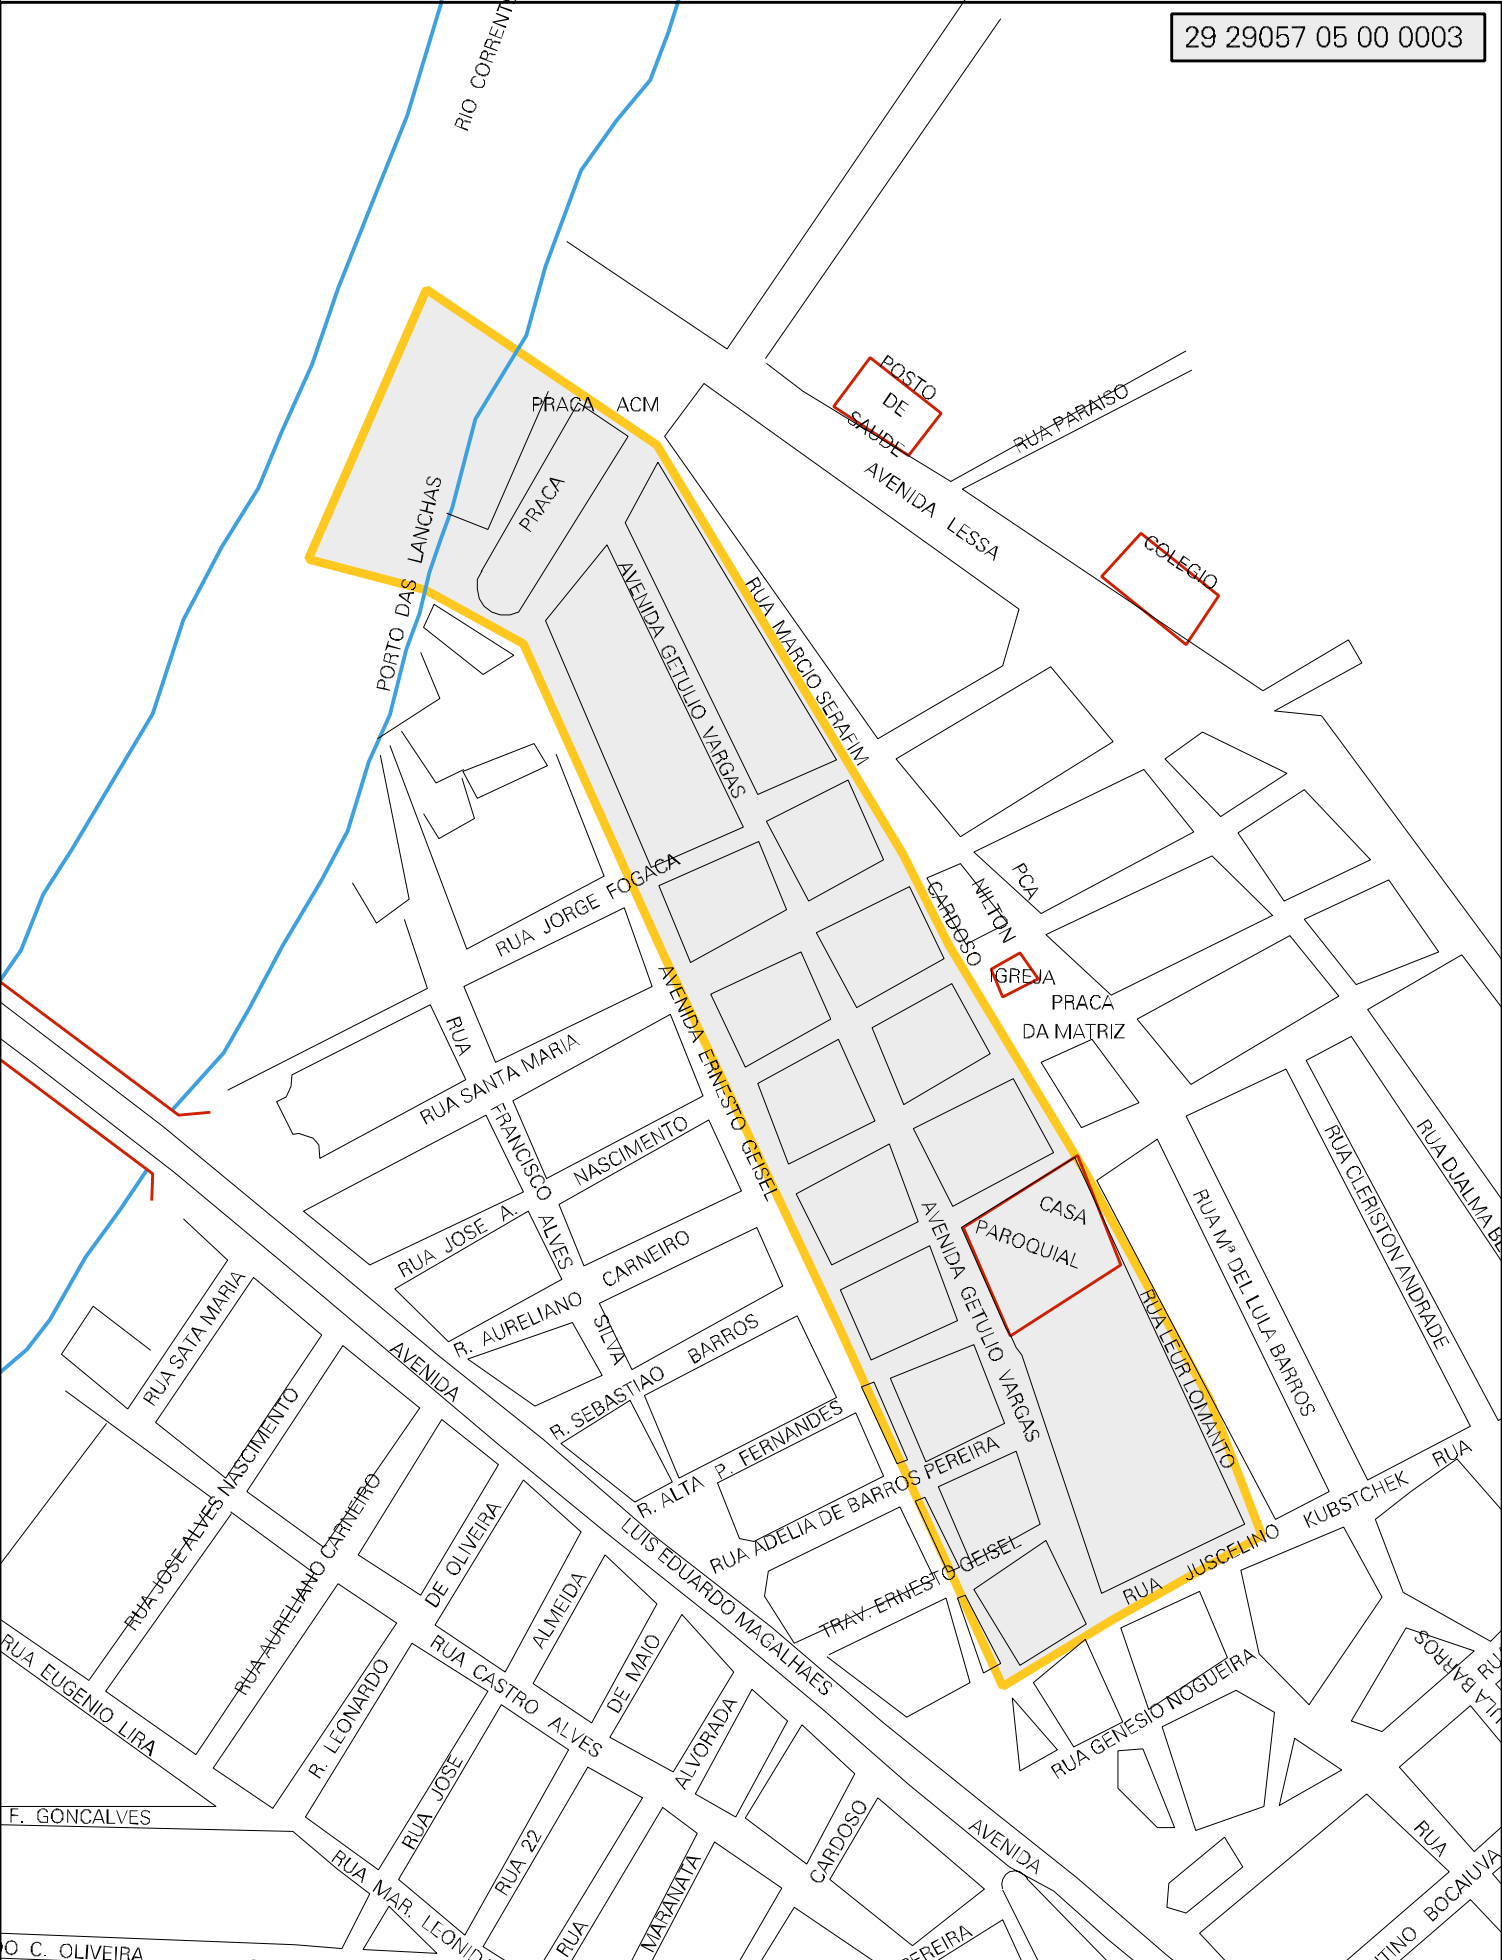 29 29057 05 00 0003
POSTO
DE
SAUDE
PRACA ACM
RUA PARAISO
AVENIDA LESSA
PRACA
PORTO DAS LANCHAS
COLEGIO
AVENIDA GETULIO VARGAS
RUA MARCIO SERAFIM
RUA JORGE FOGACA
PCA
NILTON
CARDOSO
IGREJA
PRACA
DA MATRIZ
AVENIDA ERNESTO GEISEL
RUA SANTA MARIA
RUA FRANCISCO ALVES SILVA
RUA JOSE A. NASCIMENTO
R. AURELIANO CARNEIRO
R. SEBASTIAO BARROS
R. ALTA P. FERNANDES
RUA ADELIA DE BARROS PEREIRA
TRAV. ERNESTO GEISEL
CASA
PAROQUIAL
AVENIDA GETULIO VARGAS
RUA LEUR LOMANTO
RUA Mª DEL LULA BARROS
RUA CLERISTON ANDRADE
RUA DJALMA
RUA JUSCELINO KUBSTCHEK
RUA
RUA GENESIO NOGUEIRA
BARROS
RUA SATA MARIA
RUA JOSE ALVES NASCIMENTO
RUA AURELIANO CARNEIRO
AVENIDA
LUIS EDUARDO MAGALHAES
AVENIDA
R. LEONARDO DE OLIVEIRA
RUA JOSE ALMEIDA
RUA 22 DE MAIO
RUA CASTRO ALVES
RUA EUGENIO LIRA
F. GONCALVES
RUA MAR.
C. OLIVEIRA
RUA ALVORADA
MARANATA
CARDOSO
RUA
BOCAIUVA